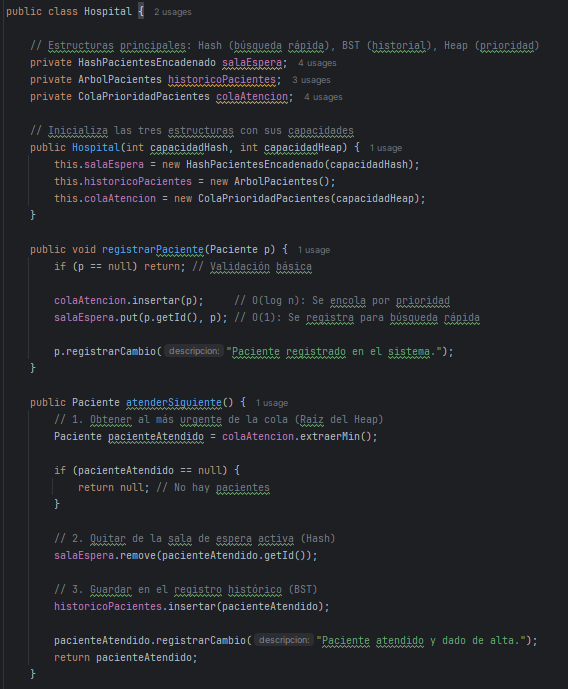 public class Hospital { 2 usages
// Estructuras principales: Hash (búsqueda rápida), BST (historial), Heap (prioridad)
private HashPacientesEncadenado salaEspera; 4 usages
private ArbolPacientes historicoPacientes; 3 usages
private ColaPrioridadPacientes colaAtencion; 4 usages
// Inicializa las tres estructuras con sus capacidades
public Hospital(int capacidadHash, int capacidadHeap) { 1 usage
this.salaEspera = new HashPacientesEncadenado(capacidadHash);
this.historicoPacientes = new ArbolPacientes();
this.colaAtencion = new ColaPrioridadPacientes(capacidadHeap);
}
public void registrarPaciente(Paciente p) { 1 usage
if (p == null) return; // Validación básica
colaAtencion.insertar(p); // O(log n): Se encola por prioridad
salaEspera.put(p.getId(), p); // O(1): Se registra para búsqueda rápida
p.registrarCambio( descripcion: "Paciente registrado en el sistema.");
}
public Paciente atenderSiguiente() { 1 usage
// 1. Obtener al más urgente de la cola (Raíz del Heap)
Paciente pacienteAtendido = colaAtencion.extraerMin();
if (pacienteAtendido == null) {
return null; // No hay pacientes
}
// 2. Quitar de la sala de espera activa (Hash)
salaEspera.remove(pacienteAtendido.getId());
// 3. Guardar en el registro histórico (BST)
historicoPacientes.insertar(pacienteAtendido);
pacienteAtendido.registrarCambio( descripcion: "Paciente atendido y dado de alta.");
return pacienteAtendido;
}